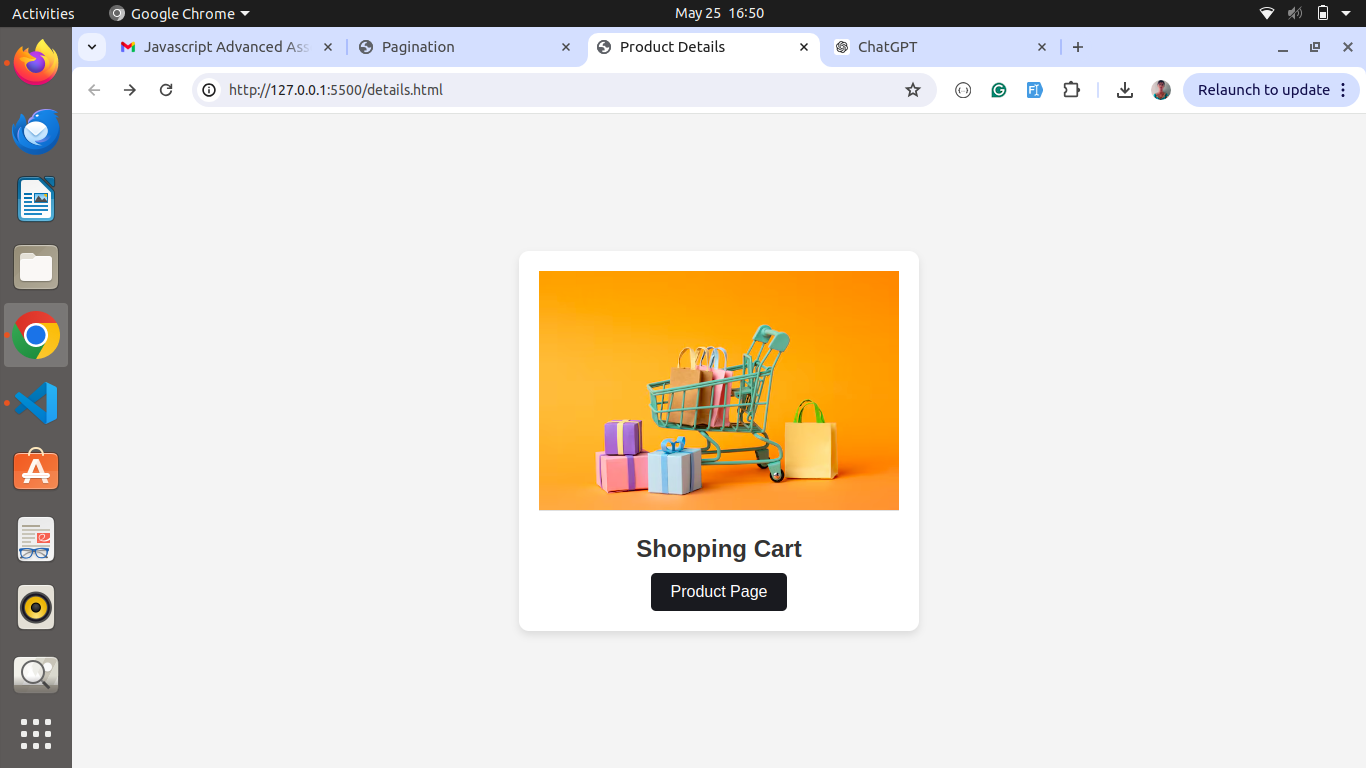 Activities
Google Chrome
May 25 16:50
Javascript Advanced Ass
Pagination
Product Details
ChatGPT
http://127.0.0.1:5500/details.html
Relaunch to update
Shopping Cart
Product Page